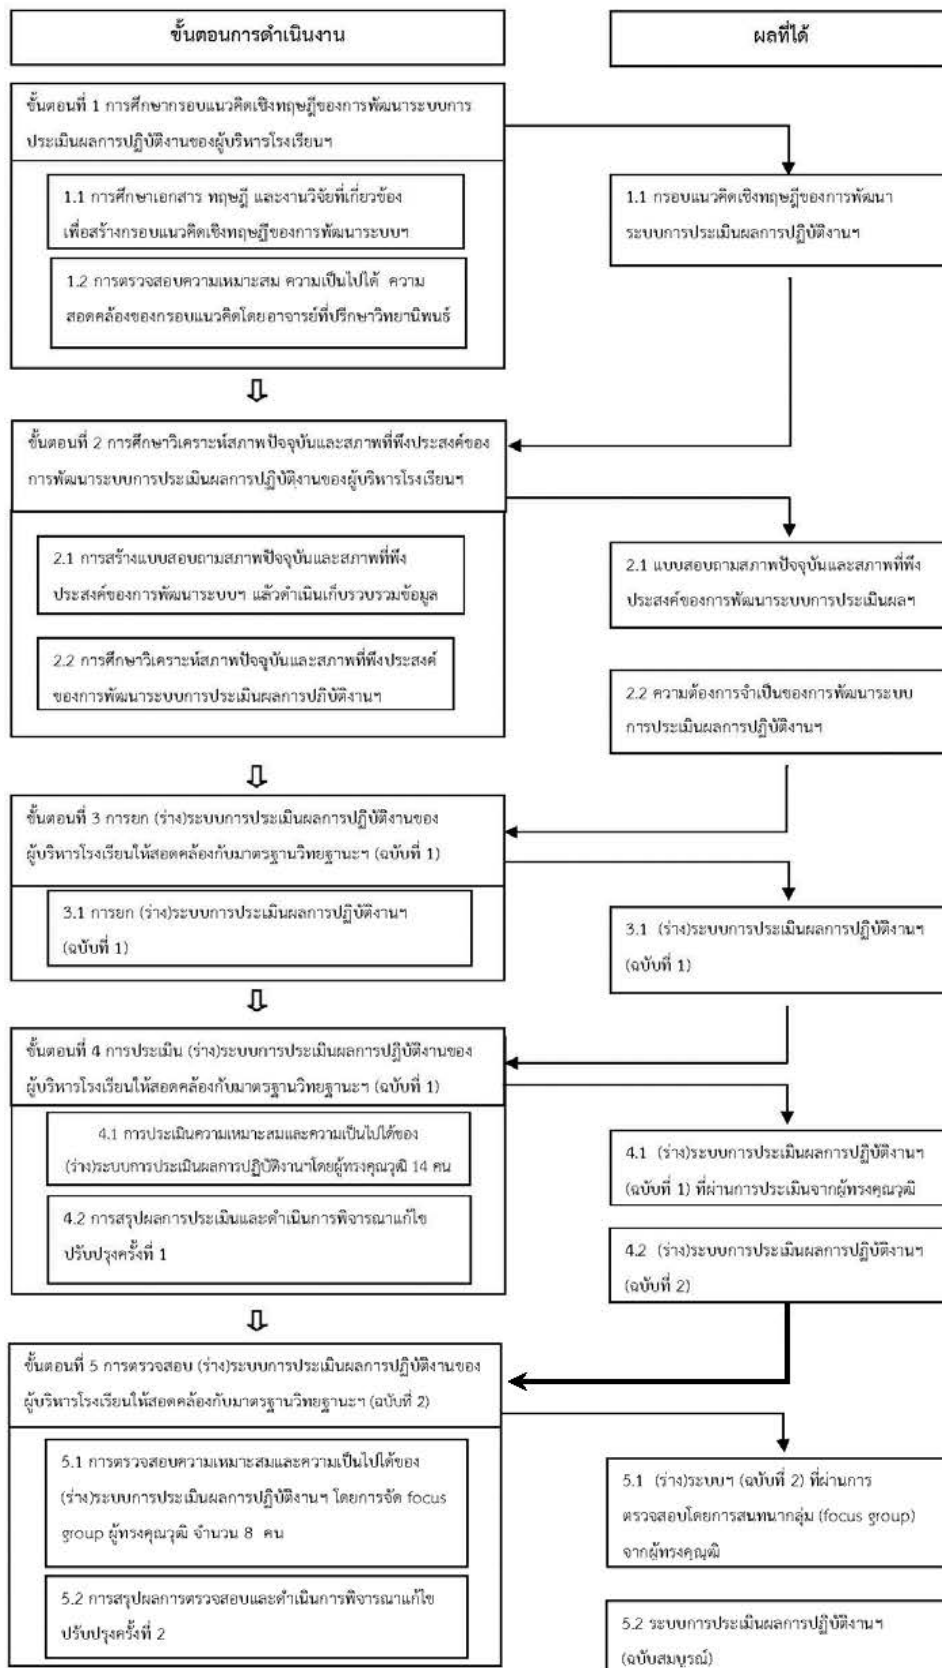 ขั้นตอนการดำเนินงาน
ผลที่ได้
ขั้นตอนที่ 1 การศึกษากรอบแนวคิดเชิงทฤษฎีของการพัฒนาระบบการ
ประเมินผลการปฏิบัติงานของผู้บริหารโรงเรียนฯ
1.1 การศึกษาเอกสาร ทฤษฎี และงานวิจัยที่เกี่ยวข้อง
เพื่อสร้างกรอบแนวคิดเชิงทฤษฎีของการพัฒนาระบบฯ
1.2 การตรวจสอบความเหมาะสม ความเป็นไปได้ ความ
สอดคล้องของกรอบแนวคิดโดยอาจารย์ที่ปรึกษาวิทยานิพนธ์
1.1 กรอบแนวคิดเชิงทฤษฎีของการพัฒนา
ระบบการประเมินผลการปฏิบัติงานฯ
ขั้นตอนที่ 2 การศึกษาวิเคราะห์สภาพปัจจุบันและสภาพที่พึงประสงค์ของ
การพัฒนาระบบการประเมินผลการปฏิบัติงานของผู้บริหารโรงเรียนฯ
2.1 การสร้างแบบสอบถามสภาพปัจจุบันและสภาพที่พึง
ประสงค์ของการพัฒนาระบบฯ แล้วดำเนินเก็บรวบรวมข้อมูล
2.2 การศึกษาวิเคราะห์สภาพปัจจุบันและสภาพที่พึงประสงค์
ของการพัฒนาระบบการประเมินผลการปฏิบัติงานฯ
2.1 แบบสอบถามสภาพปัจจุบันและสภาพที่พึง
ประสงค์ของการพัฒนาระบบการประเมินผลฯ
2.2 ความต้องการจำเป็นของการพัฒนาระบบ
การประเมินผลการปฏิบัติงานฯ
ขั้นตอนที่ 3 การยก (ร่าง)ระบบการประเมินผลการปฏิบัติงานของ
ผู้บริหารโรงเรียนให้สอดคล้องกับมาตรฐานวิทยฐานะฯ (ฉบับที่ 1)
3.1 การยก (ร่าง)ระบบการประเมินผลการปฏิบัติงานฯ
(ฉบับที่ 1)
3.1 (ร่าง)ระบบการประเมินผลการปฏิบัติงานฯ
(ฉบับที่ 1)
ขั้นตอนที่ 4 การประเมิน (ร่าง)ระบบการประเมินผลการปฏิบัติงานของ
ผู้บริหารโรงเรียนให้สอดคล้องกับมาตรฐานวิทยฐานะฯ (ฉบับที่ 1)
4.1 การประเมินความเหมาะสมและความเป็นไปได้ของ
(ร่าง)ระบบการประเมินผลการปฏิบัติงานฯโดยผู้ทรงคุณวุฒิ 14 คน
4.2 การสรุปผลการประเมินและดำเนินการพิจารณาแก้ไข
ปรับปรุงครั้งที่ 1
4.1 (ร่าง)ระบบการประเมินผลการปฏิบัติงานฯ
(ฉบับที่ 1) ที่ผ่านการประเมินจากผู้ทรงคุณวุฒิ
4.2 (ร่าง)ระบบการประเมินผลการปฏิบัติงานฯ
(ฉบับที่ 2)
ขั้นตอนที่ 5 การตรวจสอบ (ร่าง)ระบบการประเมินผลการปฏิบัติงานของ
ผู้บริหารโรงเรียนให้สอดคล้องกับมาตรฐานวิทยฐานะฯ (ฉบับที่ 2)
5.1 การตรวจสอบความเหมาะสมและความเป็นไปได้ของ
(ร่าง)ระบบการประเมินผลการปฏิบัติงานฯ โดยการจัด focus
group ผู้ทรงคุณวุฒิ จำนวน 8 คน
5.2 การสรุปผลการตรวจสอบและดำเนินการพิจารณาแก้ไข
ปรับปรุงครั้งที่ 2
5.1 (ร่าง)ระบบฯ (ฉบับที่ 2) ที่ผ่านการ
ตรวจสอบโดยการสนทนากลุ่ม (focus group)
จากผู้ทรงคุณุฒิ
5.2 ระบบการประเมินผลการปฏิบัติงานฯ
(ฉบับสมบูรณ์)